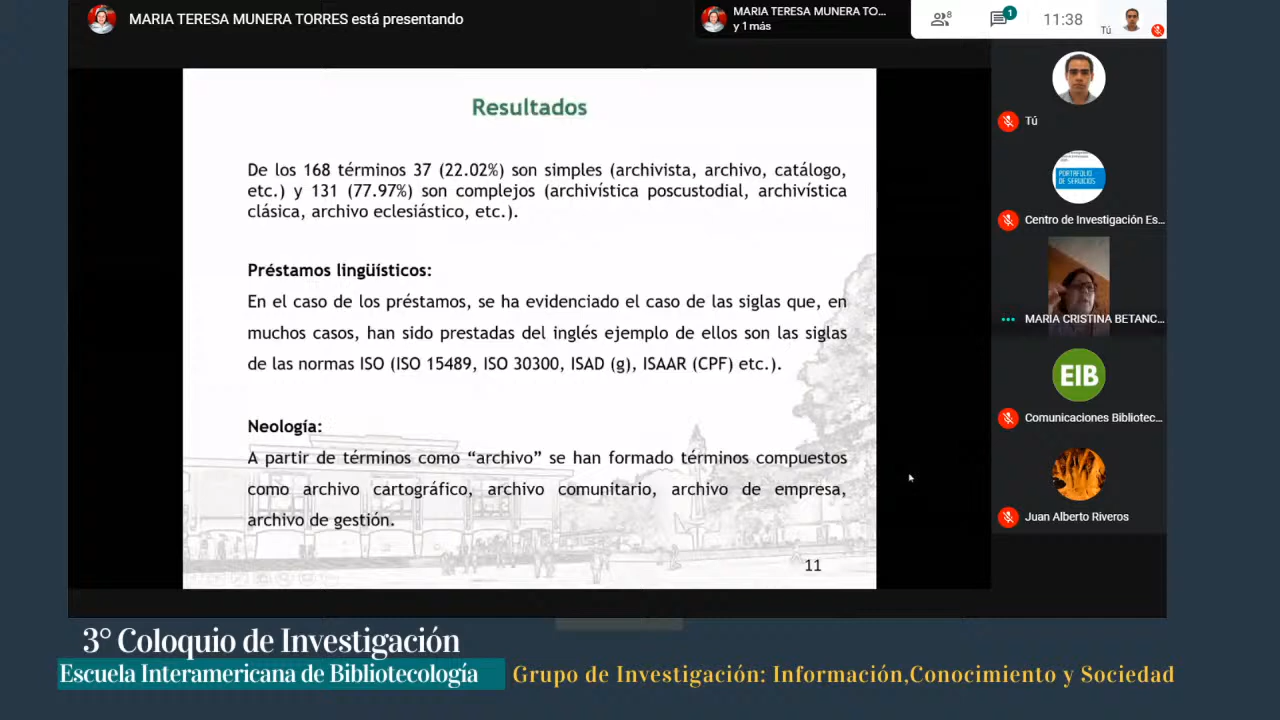 MARIA TERESA MUNERA TORRES está presentando
MARIA TERESA MUNERA TO...
y 1 más
8
1
11:38
Tú
Resultados
De los 168 términos 37 (22.02%) son simples (archivista, archivo, catálogo,
etc.) y 131 (77.97%) son complejos (archivística poscustodial, archivística
clásica, archivo eclesiástico, etc.).
Préstamos lingüísticos:
En el caso de los préstamos, se ha evidenciado el caso de las siglas que, en
muchos casos, han sido prestadas del inglés ejemplo de ellos son las siglas
de las normas ISO (ISO 15489, ISO 30300, ISAD (g), ISAAR (CPF) etc.).
Neología:
A partir de términos como “archivo” se han formado términos compuestos
como archivo cartográfico, archivo comunitario, archivo de empresa,
archivo de gestión.
11
Tú
PORTAFOLIO
DE SERVICIOS
Centro de Investigación Es...
MARIA CRISTINA BETANC...
EIB
Comunicaciones Bibliotec...
Juan Alberto Riveros
3° Coloquio de Investigación
Escuela Interamericana de Bibliotecología
Grupo de Investigación: Información,Conocimiento y Sociedad